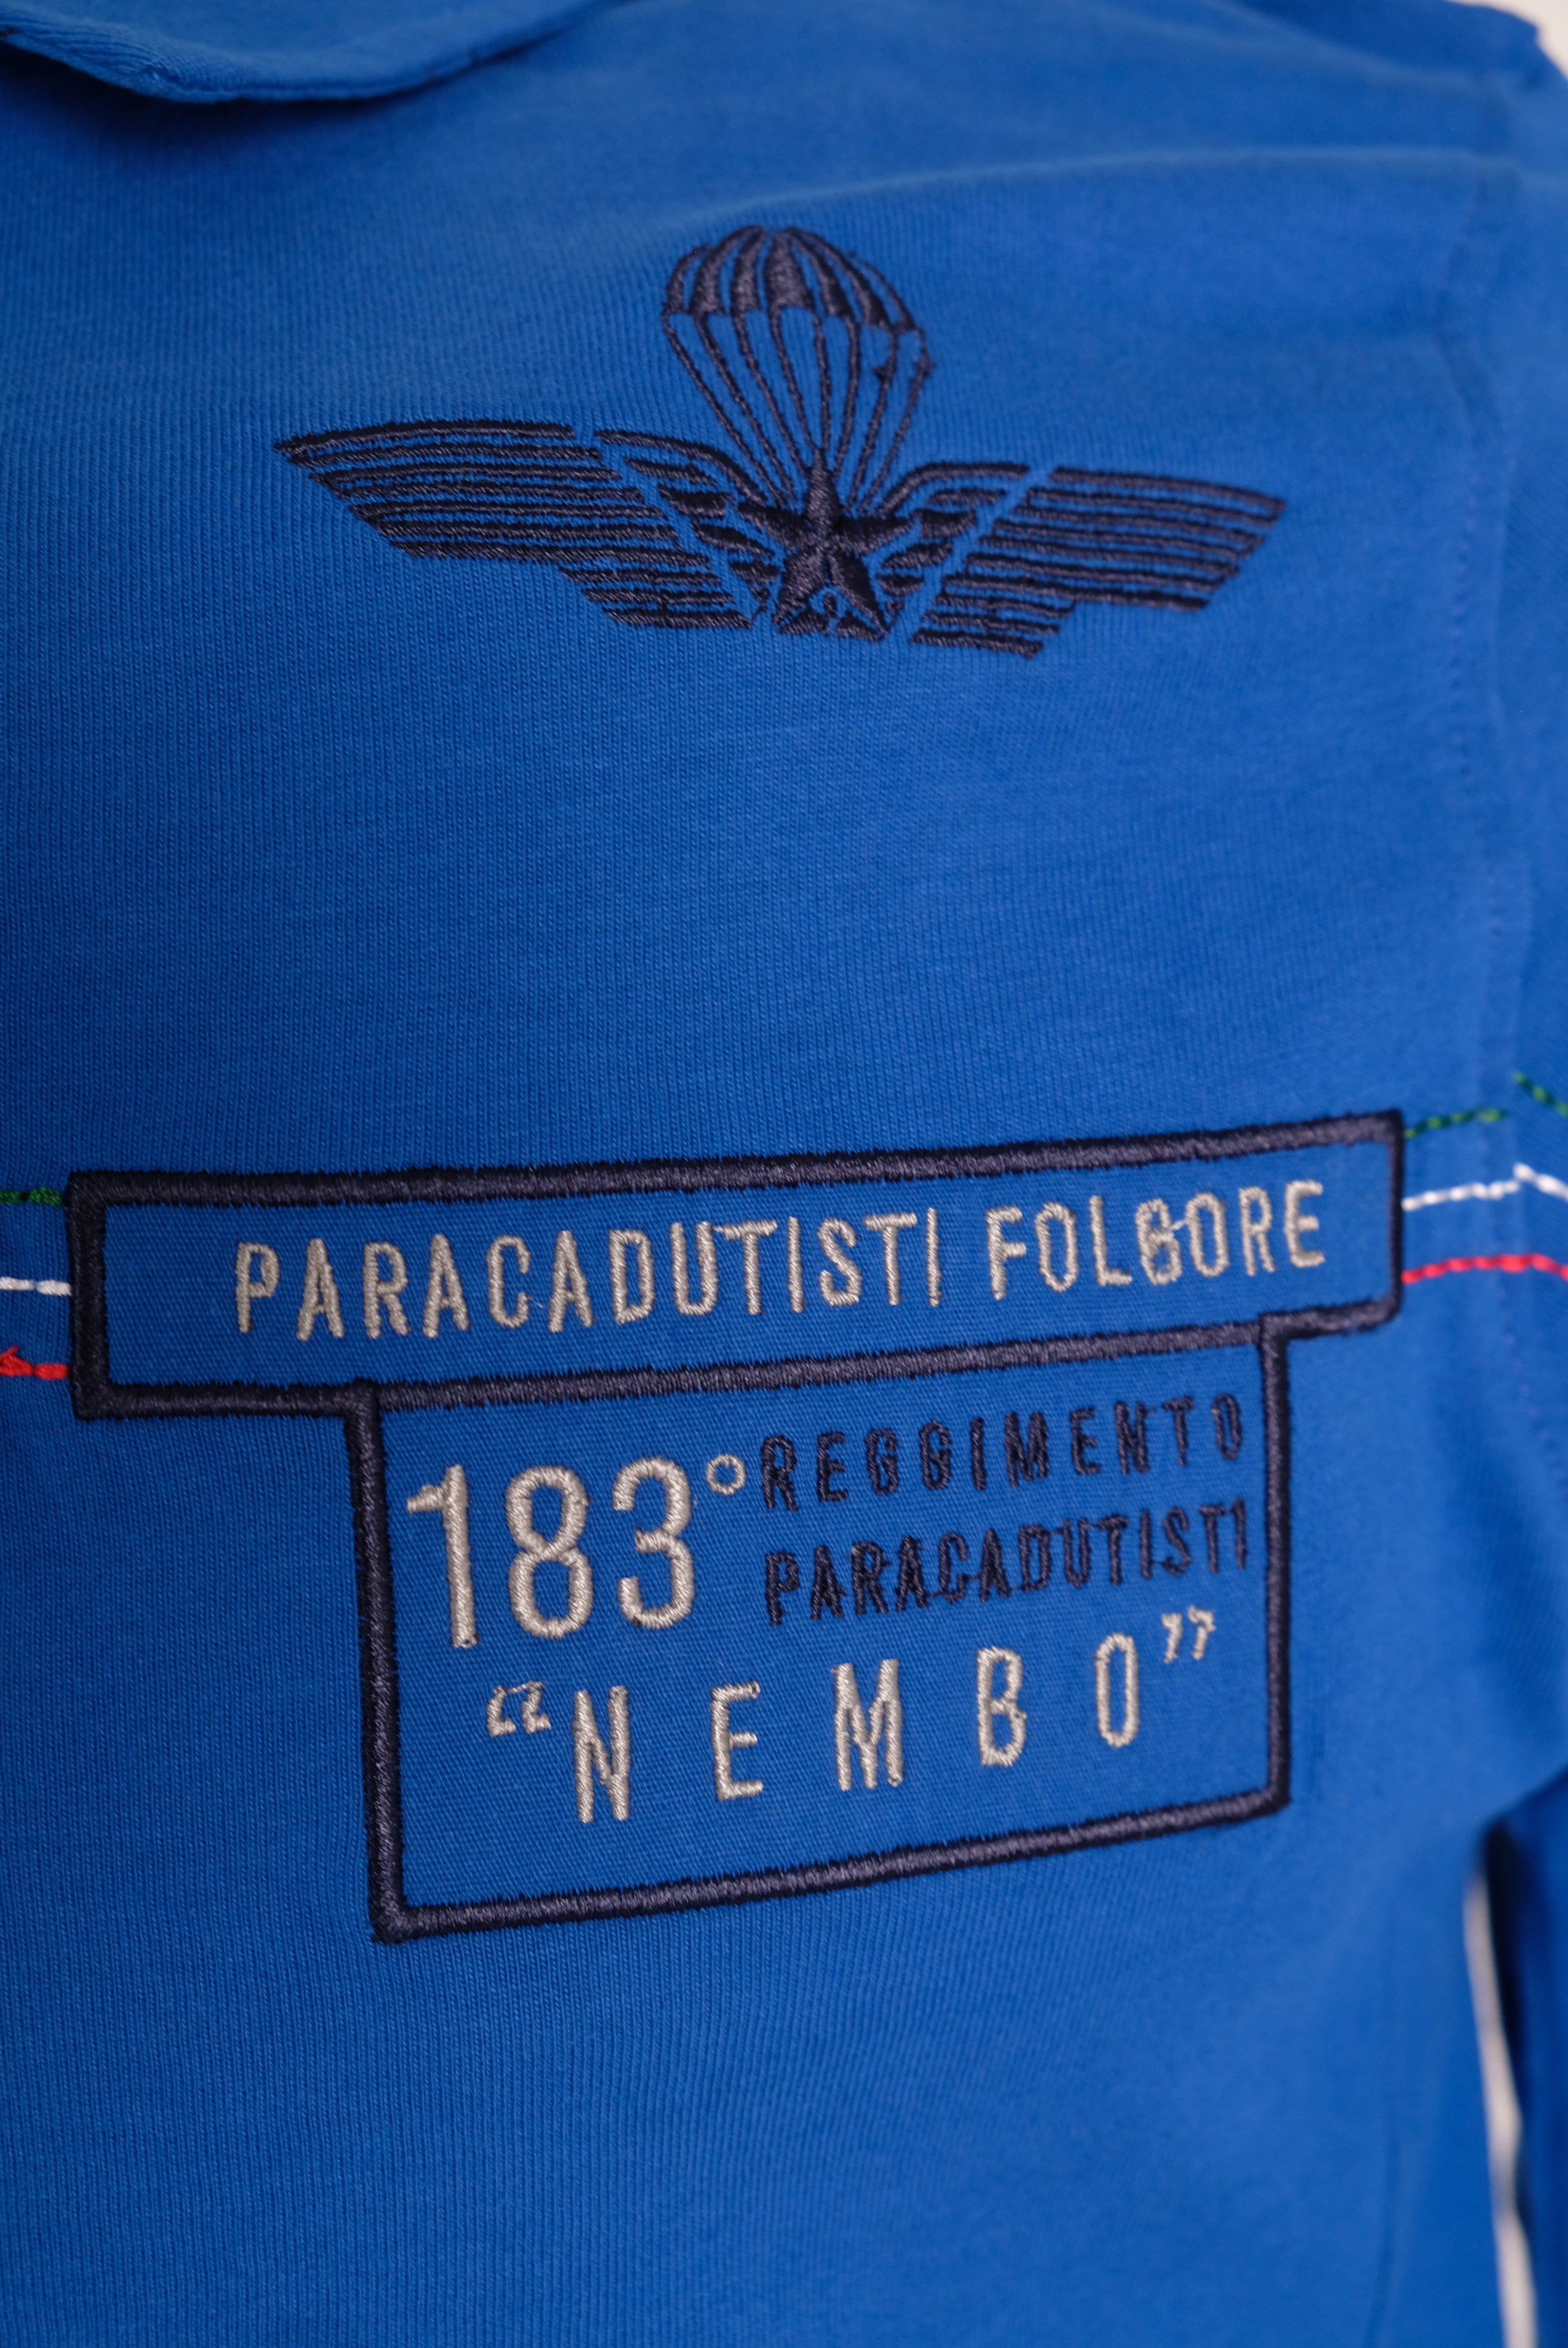 PARACADUTISTI FOLGORE
183° REGGIMENTO
PARACADUTISTI
“NEMBO”